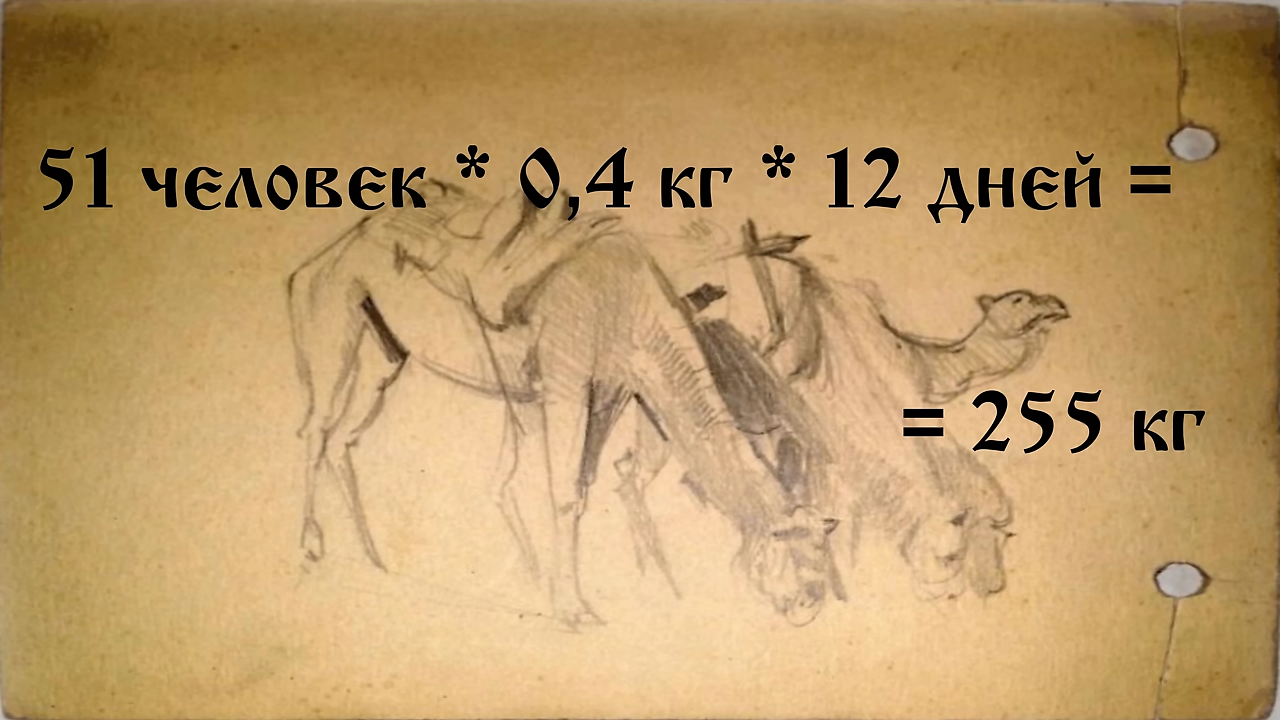 51 человек * 0,4 кг * 12 дней =
= 255 кг